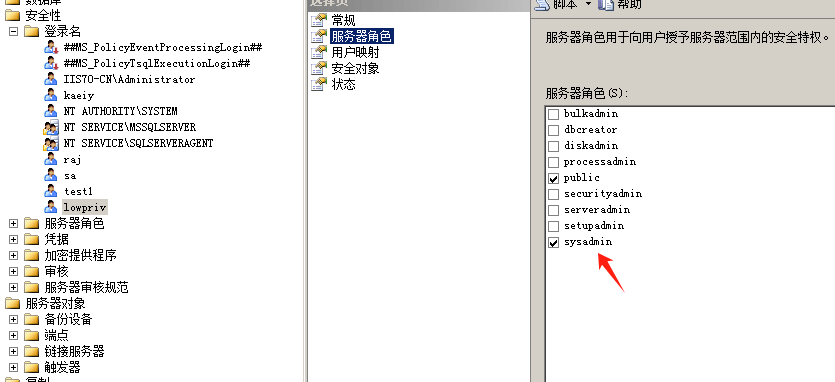 安全性
登录名
##MS_PolicyEventProcessingLogin##
##MS_PolicyTsqlExecutionLogin##
IIS70-CN\Administrator
kaeiy
NT AUTHORITY\SYSTEM
NT SERVICE\MSSQLSERVER
NT SERVICE\SQLSERVERAGENT
raj
sa
test1
lowpriv
服务器角色
凭据
加密提供程序
审核
服务器审核规范
服务器对象
备份设备
端点
链接服务器
触发器
选择页
常规
服务器角色
用户映射
安全对象
状态
脚本
帮助
服务器角色用于向用户授予服务器范围内的安全特权。
服务器角色(S):
bulkadmin
dbcreator
diskadmin
processadmin
public
securityadmin
serveradmin
setupadmin
sysadmin